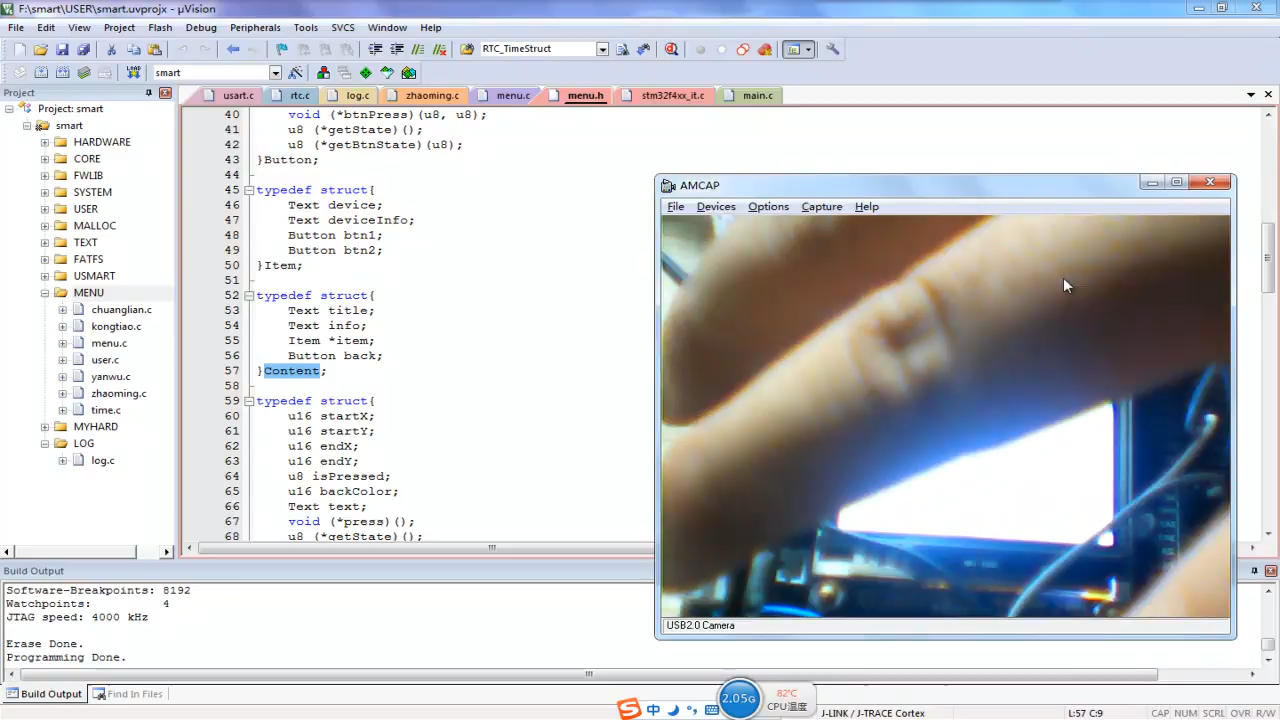 F:\smart\USER\smart.uvprojx - µVision
File Edit View Project Flash Debug Peripherals Tools SVCS Window Help
RTC_TimeStruct
LOAD smart
Project
Project: smart
smart
HARDWARE
CORE
FWLIB
SYSTEM
USER
MALLOC
TEXT
FATFS
USMART
MENU
chuanglian.c
kongtiao.c
menu.c
user.c
yanwu.c
zhaoming.c
time.c
MYHARD
LOG
log.c
usart.c rtc.c log.c zhaoming.c menu.c menu.h stm32f4xx_it.c main.c
40 void (*btnPress)(u8, u8);
41 u8 (*getState)();
42 u8 (*getBtnState)(u8);
43 }Button;
44
45 typedef struct{
46 Text device;
47 Text deviceInfo;
48 Button btn1;
49 Button btn2;
50 }Item;
51
52 typedef struct{
53 Text title;
54 Text info;
55 Item *item;
56 Button back;
57 }Content;
58
59 typedef struct{
60 u16 startX;
61 u16 startY;
62 u16 endX;
63 u16 endY;
64 u8 isPressed;
65 u16 backColor;
66 Text text;
67 void (*press)();
68 u8 (*getState)();
AMCAP
File Devices Options Capture Help
USB2.0 Camera
Build Output
Software-Breakpoints: 8192
Watchpoints: 4
JTAG speed: 4000 kHz
Erase Done.
Programming Done.
Build Output Find In Files
中
2.05G
82℃
CPU温度
J-LINK / J-TRACE Cortex
L:57 C:9
CAP NUM SCRL OVR R/W